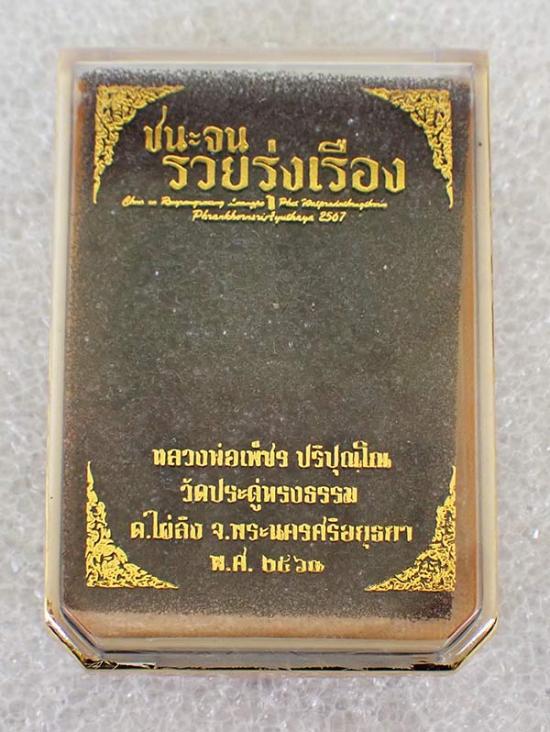 ชนะจน
รวยรุ่งเรือง
Chna Luangpo Phet
Phranakhonsri Ayuthaya 2567
หลวงพ่อเพ็ชร ปริปุณโณ
วัดประดู่ทรงธรรม
ต.ไผ่ลิง จ.พระนครศรีอยุธยา
พ.ศ. ๒๕๖๗